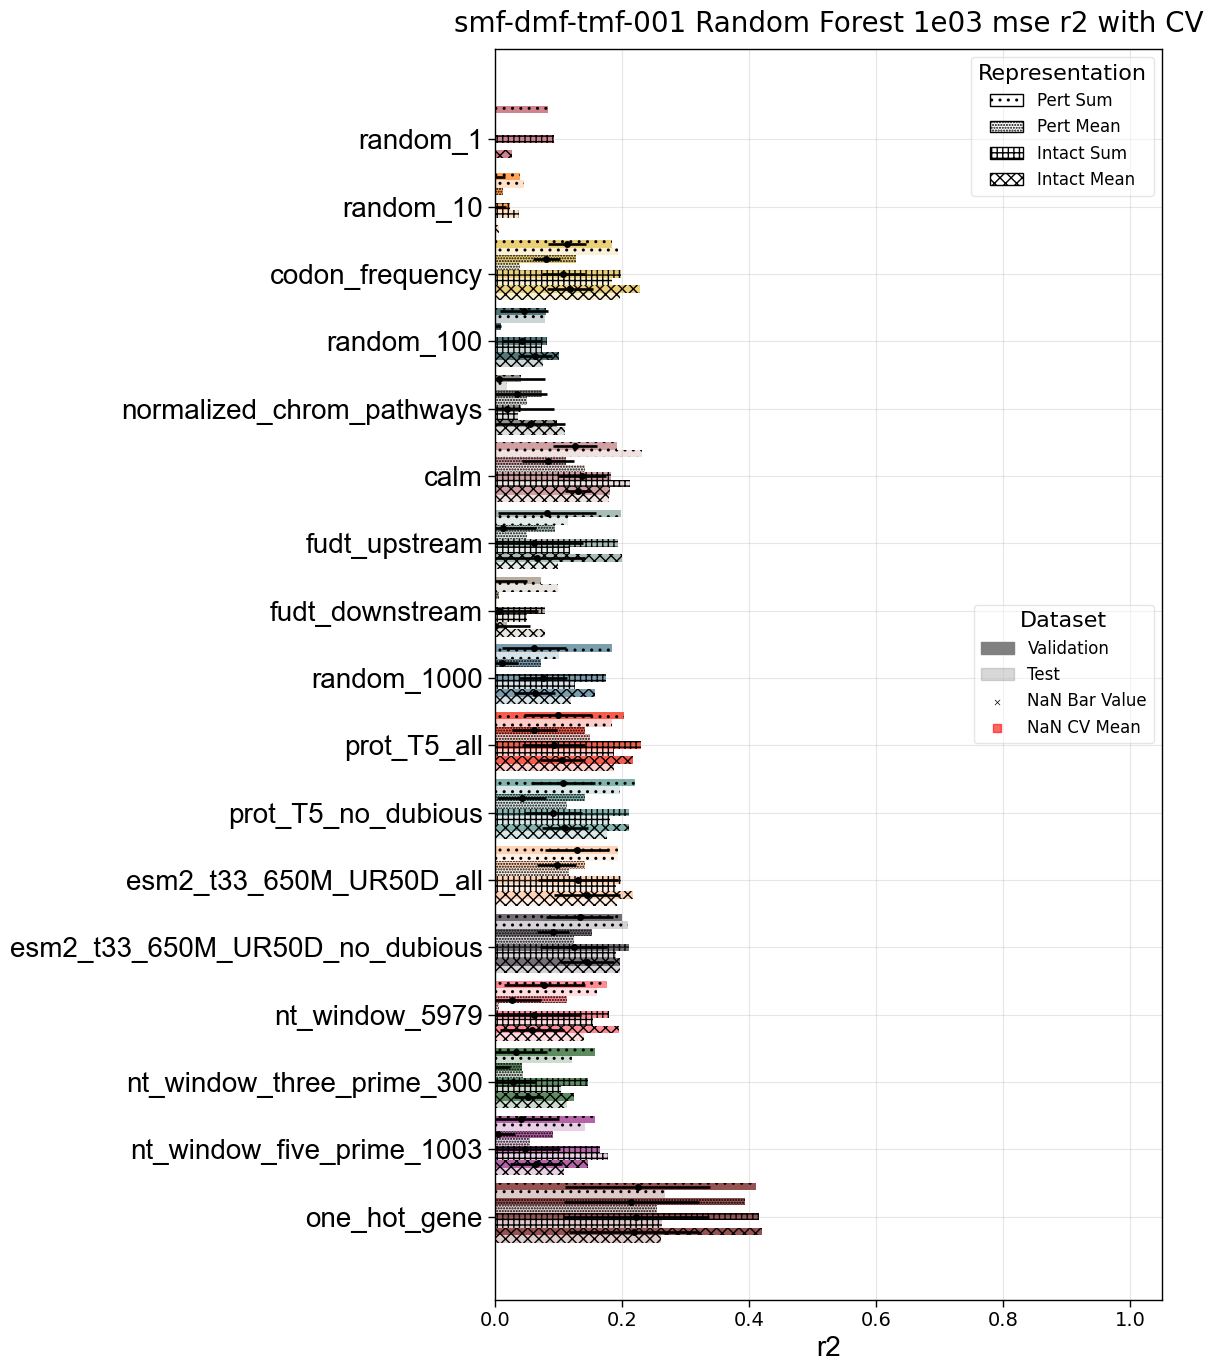 smf-dmf-tmf-001 Random Forest 1e03 mse r2 with CV
Representation
Pert Sum
Pert Mean
Intact Sum
Intact Mean
random_1
random_10
codon_frequency
random_100
normalized_chrom_pathways
calm
fudt_upstream
fudt_downstream
Dataset
Validation
Test
NaN Bar Value
NaN CV Mean
random_1000
prot_T5_all
prot_T5_no_dubious
esm2_t33_650M_UR50D_all
esm2_t33_650M_UR50D_no_dubious
nt_window_5979
nt_window_three_prime_300
nt_window_five_prime_1003
one_hot_gene
0.0 0.2 0.4 0.6 0.8 1.0
r2